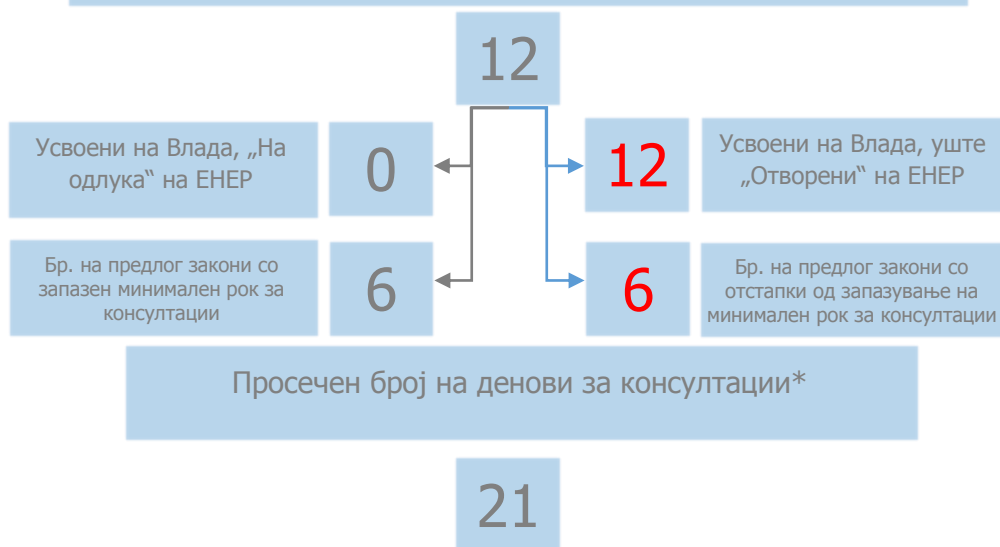 12
Усвоени на Влада, „На
одлука“ на ЕНЕР
0
12
Усвоени на Влада, уште
„Отворени“ на ЕНЕР
Бр. на предлог закони со
запазен минимален рок за
консултации
6
6
Бр. на предлог закони со
отстапки од запазување на
минимален рок за консултации
Просечен број на денови за консултации*
21